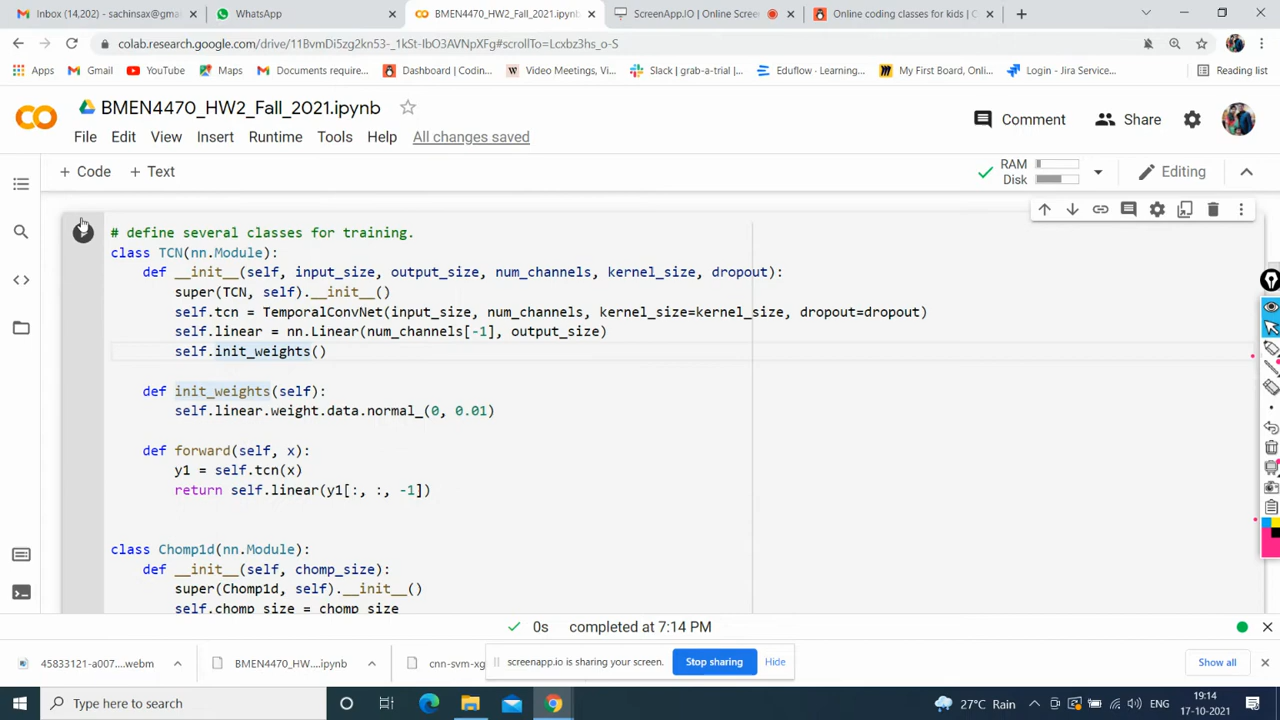 Inbox (14,202) - sachinsax@gma
WhatsApp
BMEN4470_HW2_Fall_2021.ipynb
ScreenApp.IO | Online Scree
Online coding classes for kids | C
colab.research.google.com/drive/11BvmDi5zg2kn53-_1kSt-IbO3AVNpXFg#scrollTo=Lcxbz3hs_o-S
Apps
Gmail
YouTube
Maps
Documents require...
Dashboard | Coding...
Video Meetings, Vi...
Slack | grab-a-trial |...
Eduflow - Learning...
My First Board, Onl...
Login - Jira Service...
Reading list
BMEN4470_HW2_Fall_2021.ipynb
Comment
Share
File Edit View Insert Runtime Tools Help All changes saved
+ Code + Text
RAM
Disk
Editing
# define several classes for training.
class TCN(nn.Module):
def __init__(self, input_size, output_size, num_channels, kernel_size, dropout):
super(TCN, self).__init__()
self.tcn = TemporalConvNet(input_size, num_channels, kernel_size=kernel_size, dropout=dropout)
self.linear = nn.Linear(num_channels[-1], output_size)
self.init_weights()
def init_weights(self):
self.linear.weight.data.normal_(0, 0.01)
def forward(self, x):
y1 = self.tcn(x)
return self.linear(y1[:, :, -1])
class Chomp1d(nn.Module):
def __init__(self, chomp_size):
super(Chomp1d, self).__init__()
self.chomp_size = chomp_size
0s completed at 7:14 PM
45833121-a007....webm
BMEN4470_HW....ipynb
cnn-svm-xg
screenapp.io is sharing your screen.
Stop sharing
Hide
Show all
Type here to search
27°C Rain
ENG
19:14
17-10-2021